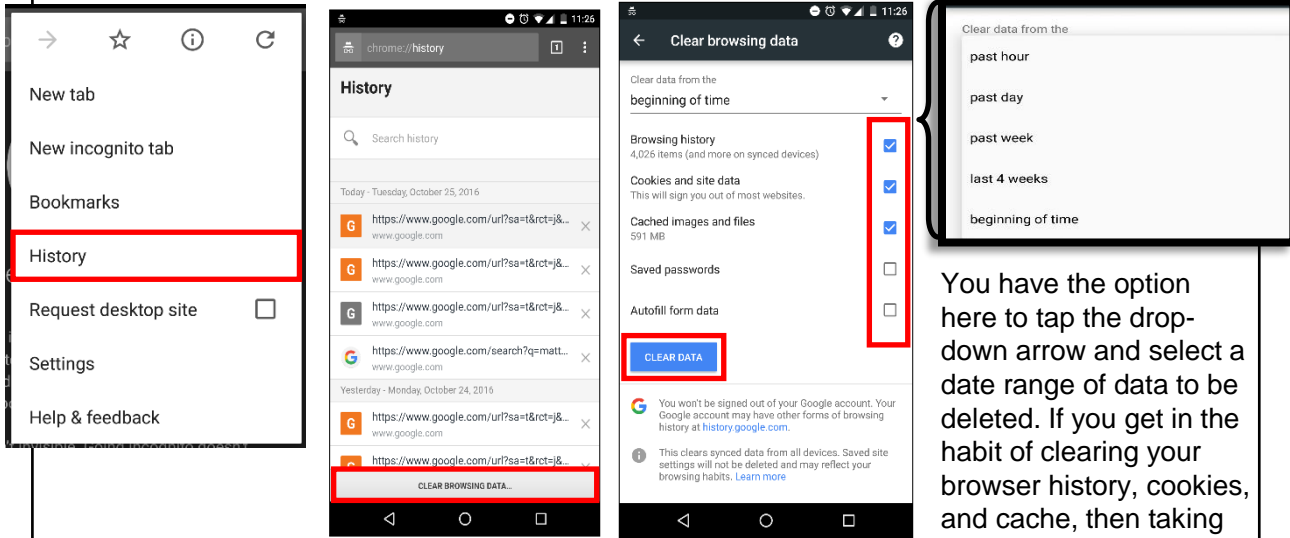 New tab
New incognito tab
Bookmarks
History
Request desktop site
Settings
Help & feedback
11:26
chrome://history
1
History
Search history
Today - Tuesday, October 25, 2016
G
https://www.google.com/url?sa=t&rct=j&...
www.google.com
G
https://www.google.com/url?sa=t&rct=j&...
www.google.com
G
https://www.google.com/url?sa=t&rct=j&...
www.google.com
G
https://www.google.com/search?q=matt...
www.google.com
Yesterday - Monday, October 24, 2016
G
https://www.google.com/url?sa=t&rct=j&...
www.google.com
https://www.google.com/url?sa=t&rct=j&...
CLEAR BROWSING DATA...
11:26
Clear browsing data
Clear data from the
beginning of time
Browsing history
4,026 items (and more on synced devices)
Cookies and site data
This will sign you out of most websites.
Cached images and files
591 MB
Saved passwords
Autofill form data
CLEAR DATA
G
You won't be signed out of your Google account. Your
Google account may have other forms of browsing
history at history.google.com.
This clears synced data from all devices. Saved site
settings will not be deleted and may reflect your
browsing habits. Learn more
Clear data from the
past hour
past day
past week
last 4 weeks
beginning of time
You have the option
here to tap the drop-
down arrow and select a
date range of data to be
deleted. If you get in the
habit of clearing your
browser history, cookies,
and cache, then taking